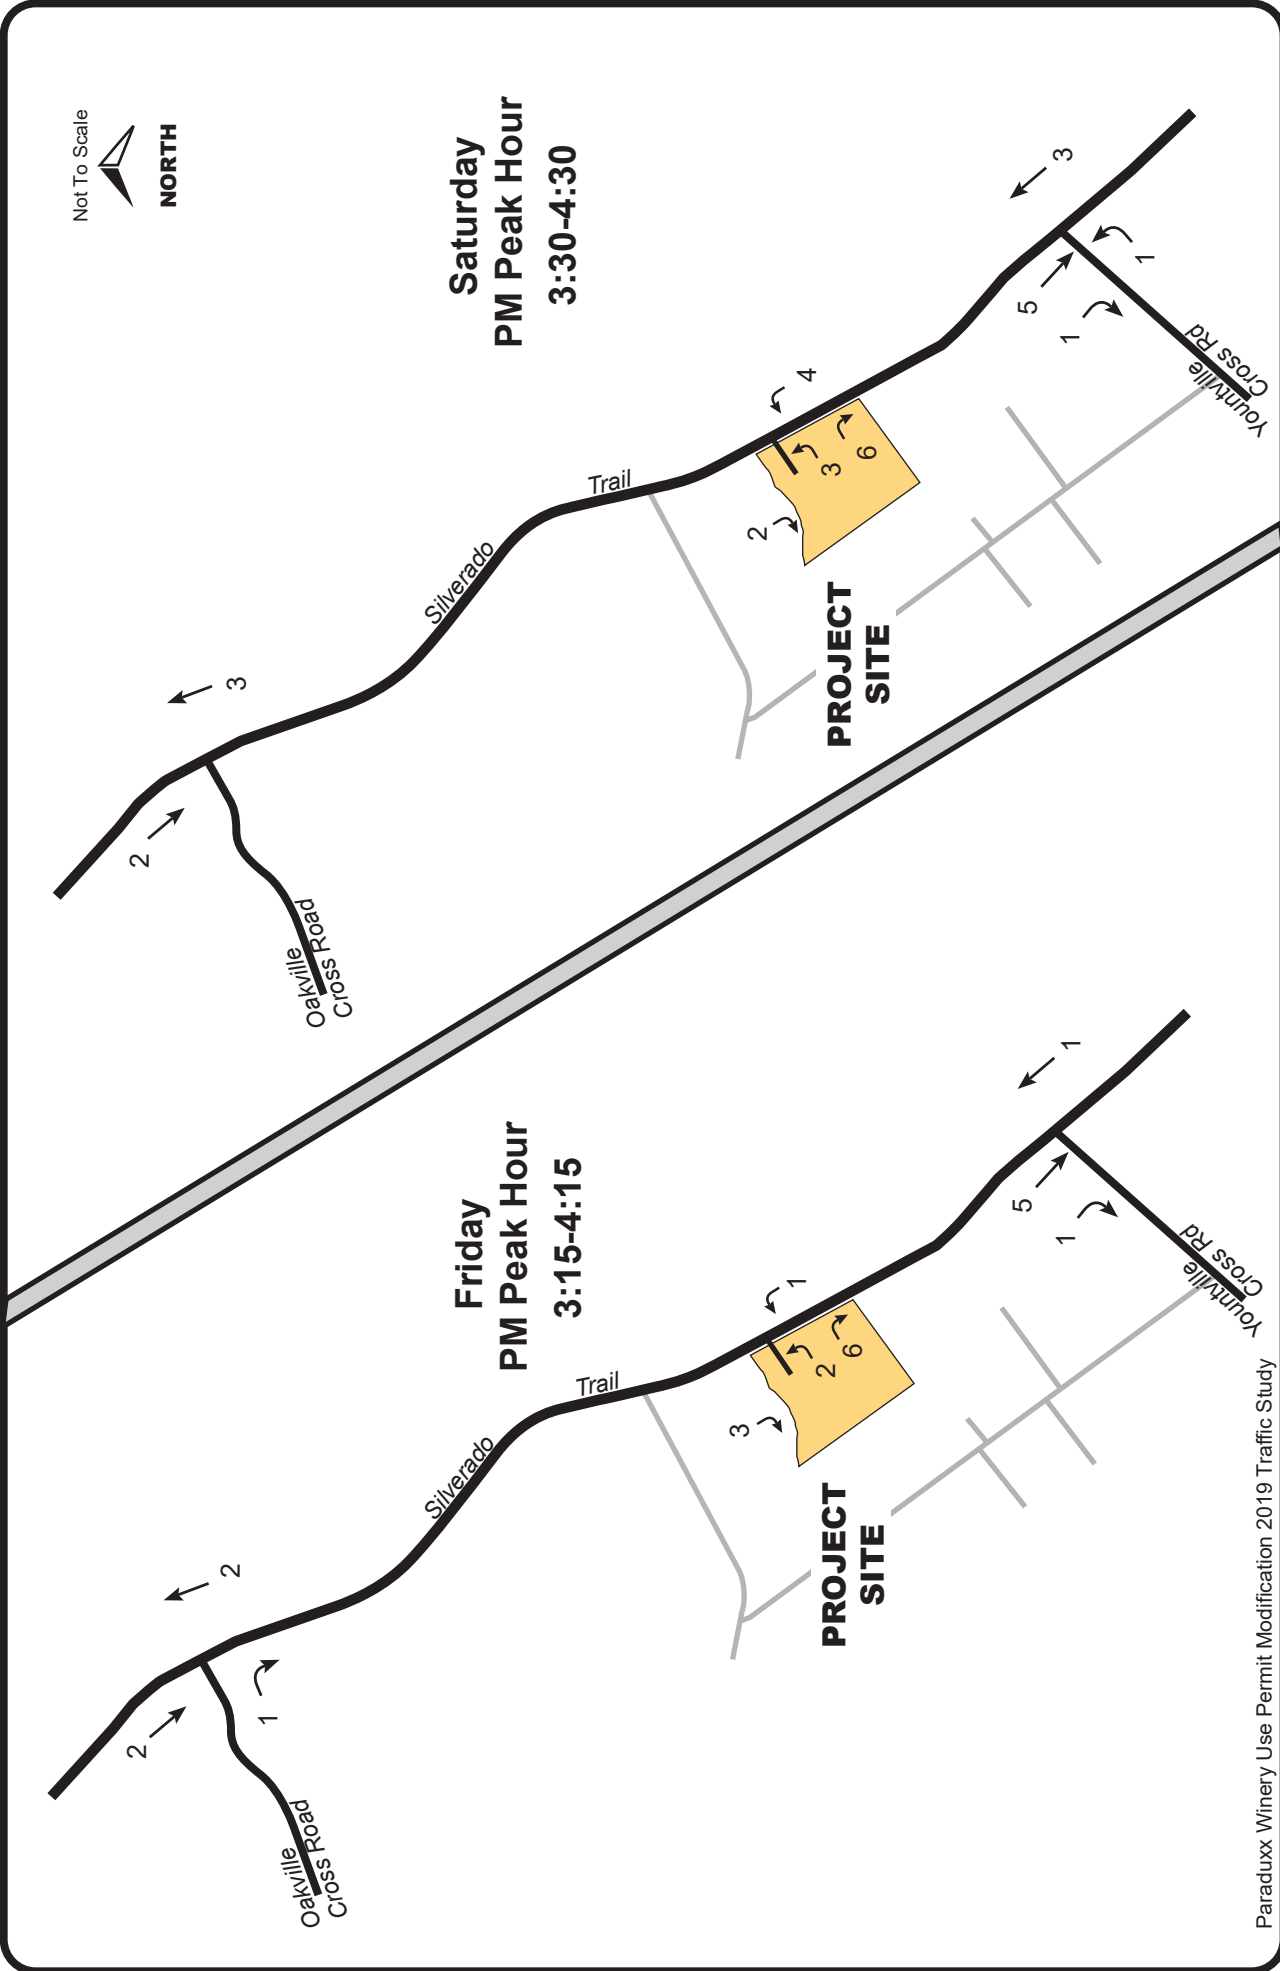 Not To Scale
NORTH
Friday
PM Peak Hour
3:15-4:15
2
1
2
Oakville
Cross Road
Silverado
Trail
3
1
2
6
PROJECT
SITE
5
1
1
Yountville
Cross Rd
Saturday
PM Peak Hour
3:30-4:30
2
3
Oakville
Cross Road
Silverado
Trail
2
4
3
6
PROJECT
SITE
5
1
1
3
Yountville
Cross Rd
Paraduxx Winery Use Permit Modification 2019 Traffic Study